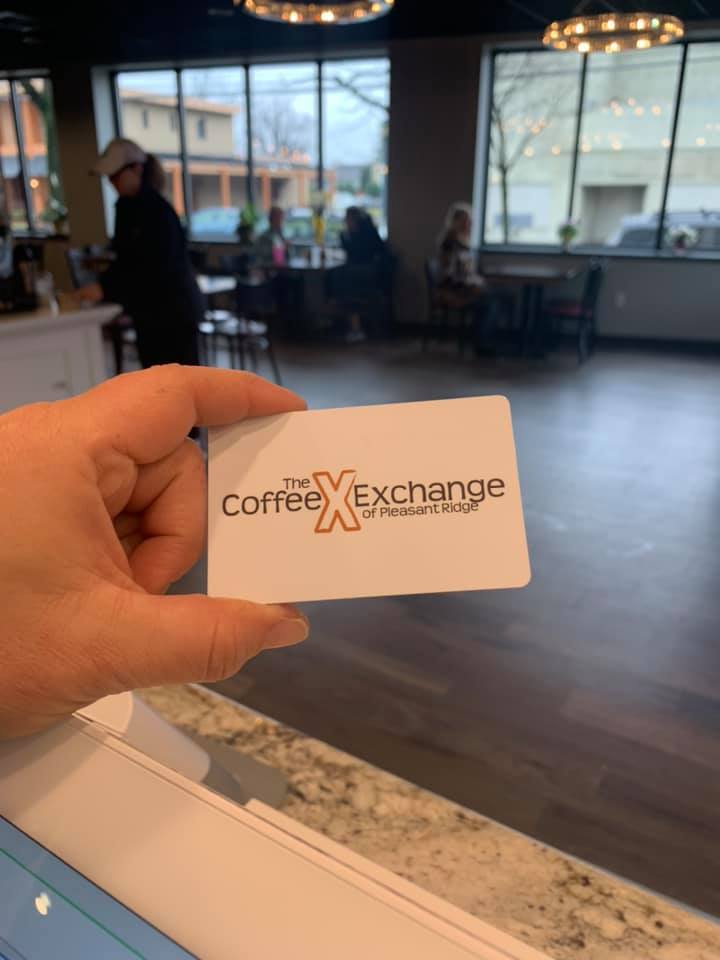 The
Coffee X Exchange
of Pleasant Ridge